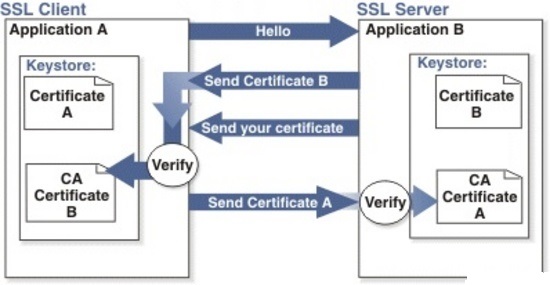 SSL Client
SSL Server
Application A
Hello
Application B
Keystore:
Keystore:
Send Certificate B
Certificate
A
Certificate
B
Send your certificate
Verify
CA
Certificate
B
Send Certificate A
Verify
CA
Certificate
A